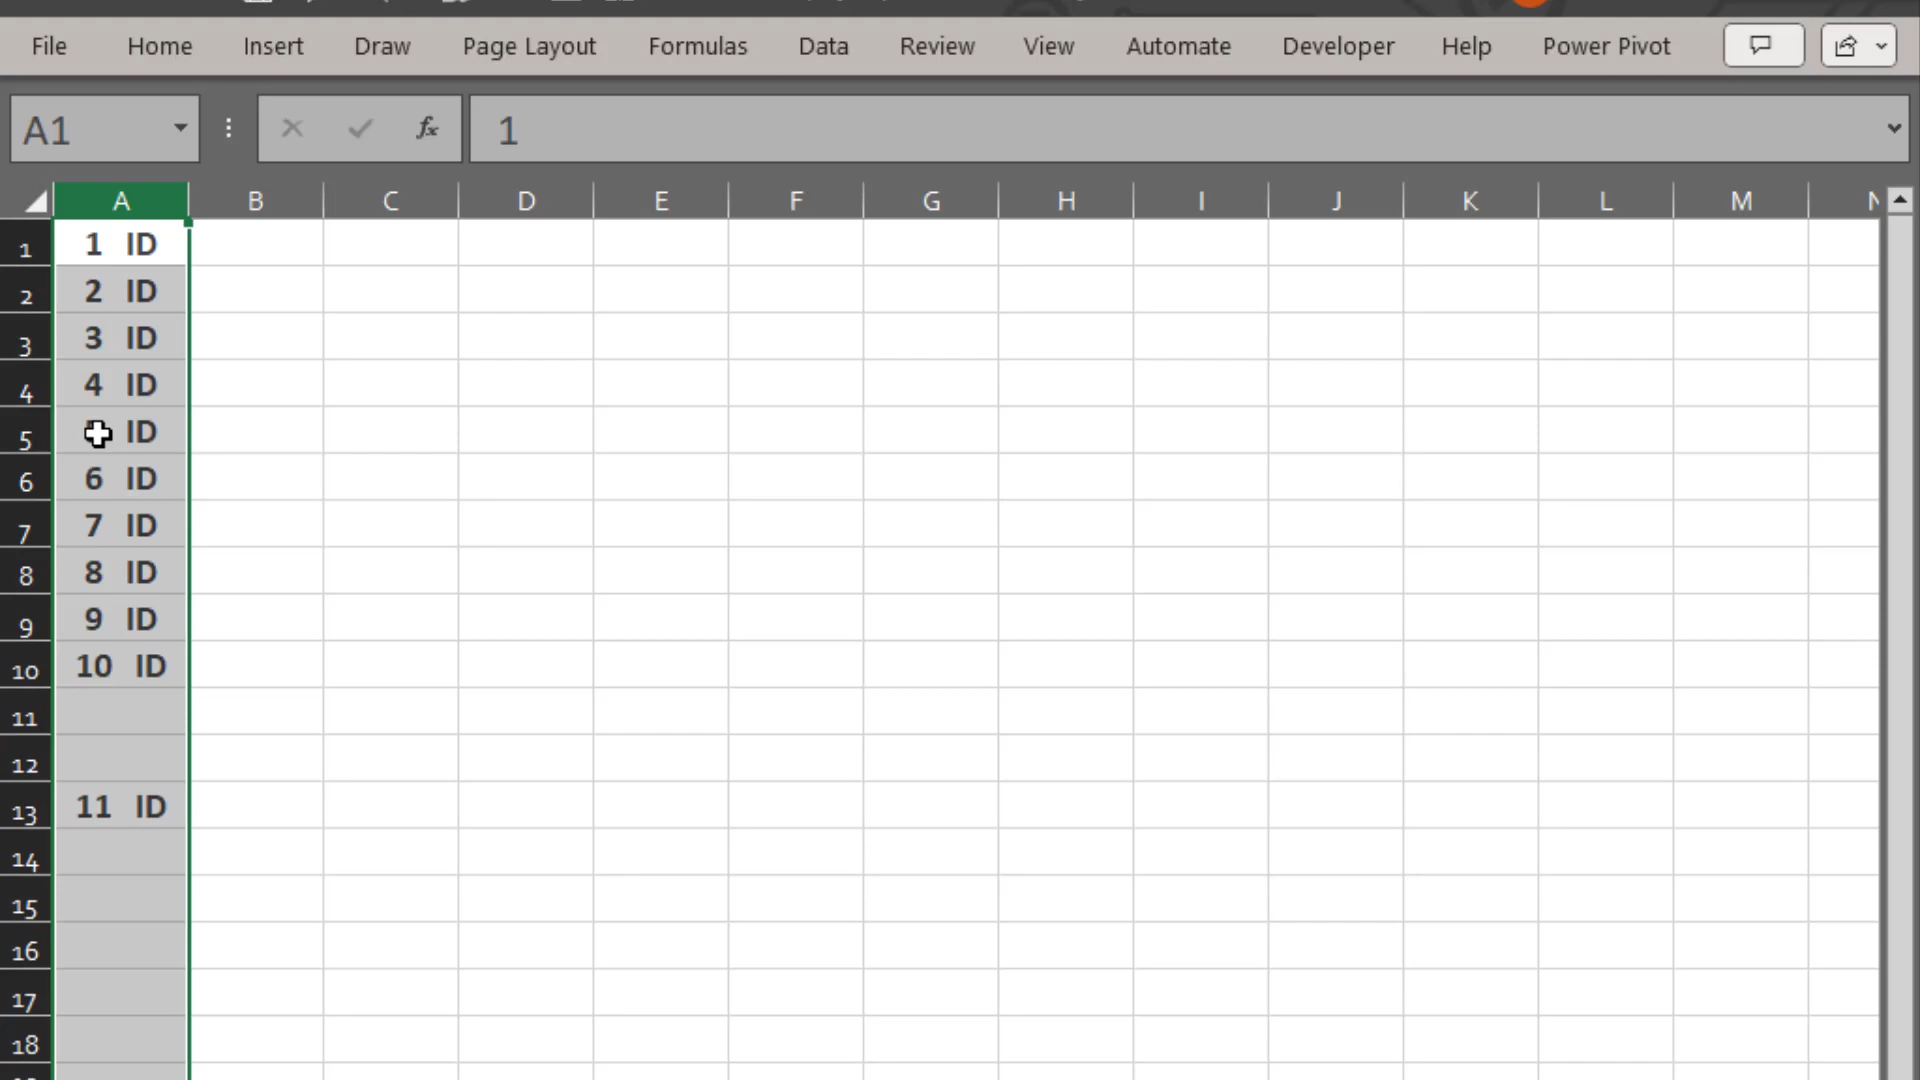 File Home Insert Draw Page Layout Formulas Data Review View Automate Developer Help Power Pivot
A1 fx 1
A B C D E F G H I J K L M
1 1 ID
2 2 ID
3 3 ID
4 4 ID
5 ID
6 6 ID
7 7 ID
8 8 ID
9 9 ID
10 10 ID
11
12
13 11 ID
14
15
16
17
18